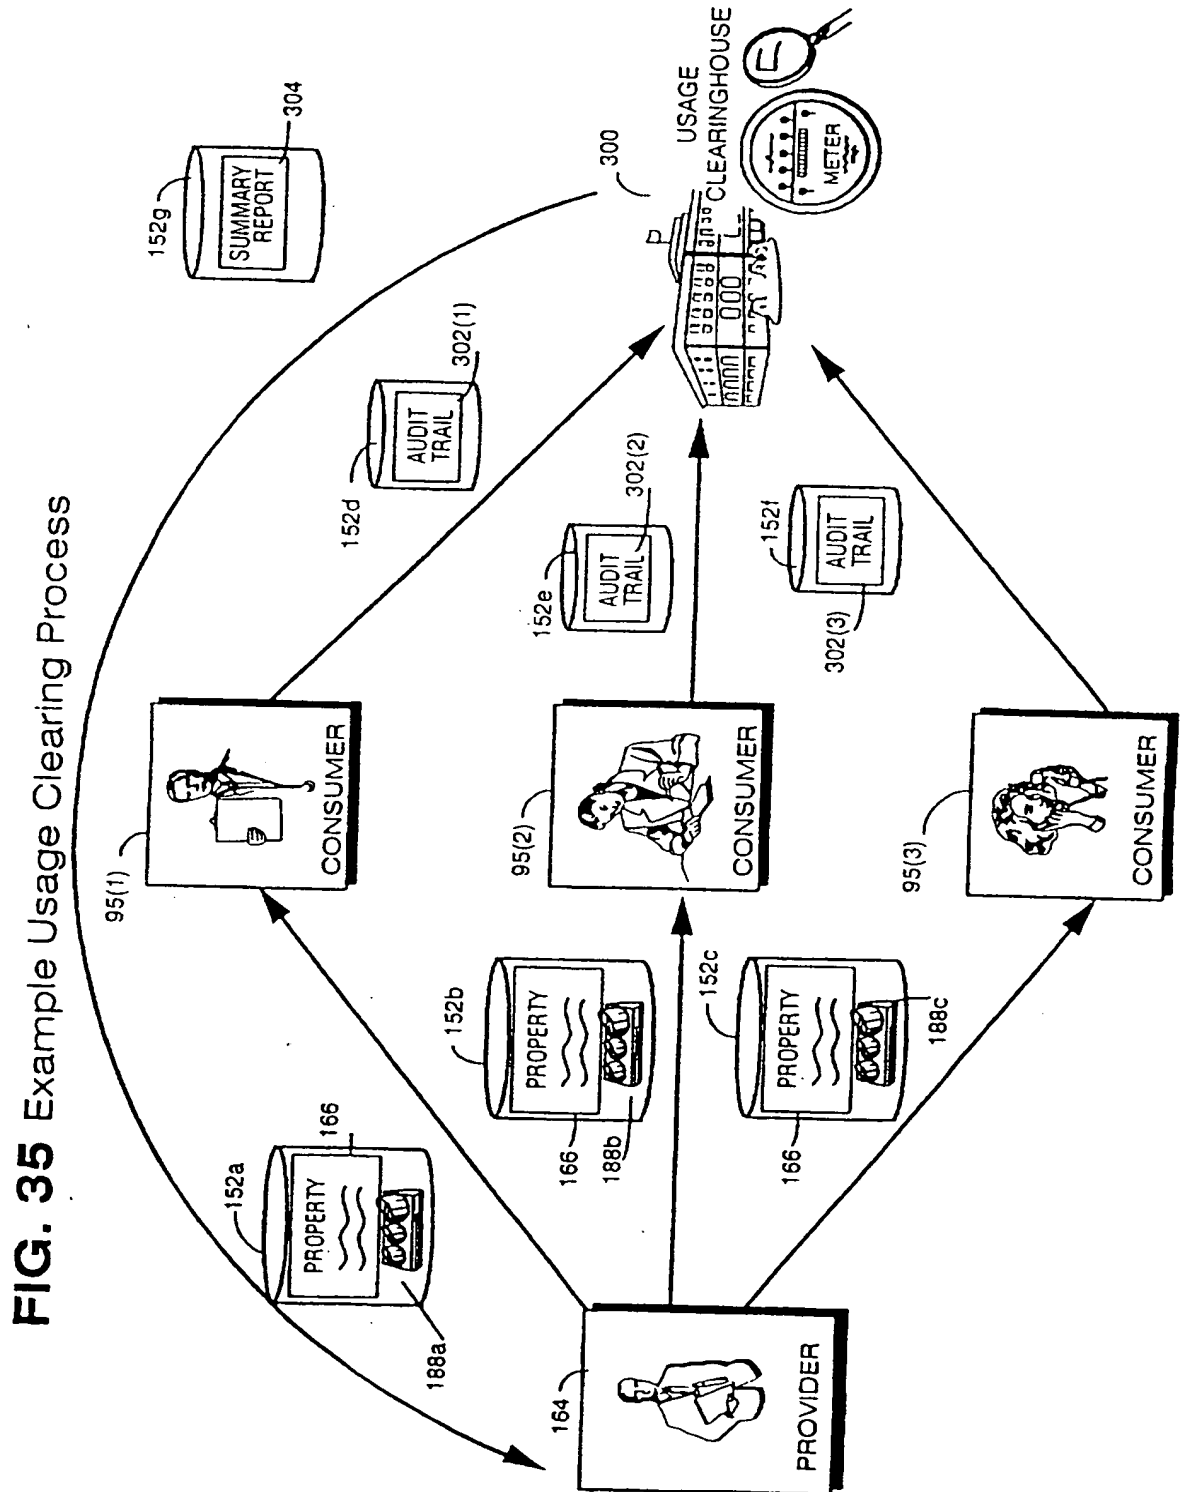 FIG. 35 Example Usage Clearing Process
152a
PROPERTY
166
188a
164
PROVIDER
152b
PROPERTY
166
188b
152c
PROPERTY
166
188c
95(1)
CONSUMER
95(2)
CONSUMER
95(3)
CONSUMER
152d
AUDIT
TRAIL
302(1)
152e
AUDIT
TRAIL
302(2)
152f
AUDIT
TRAIL
302(3)
152g
SUMMARY
REPORT
304
300
USAGE
CLEARINGHOUSE
METER